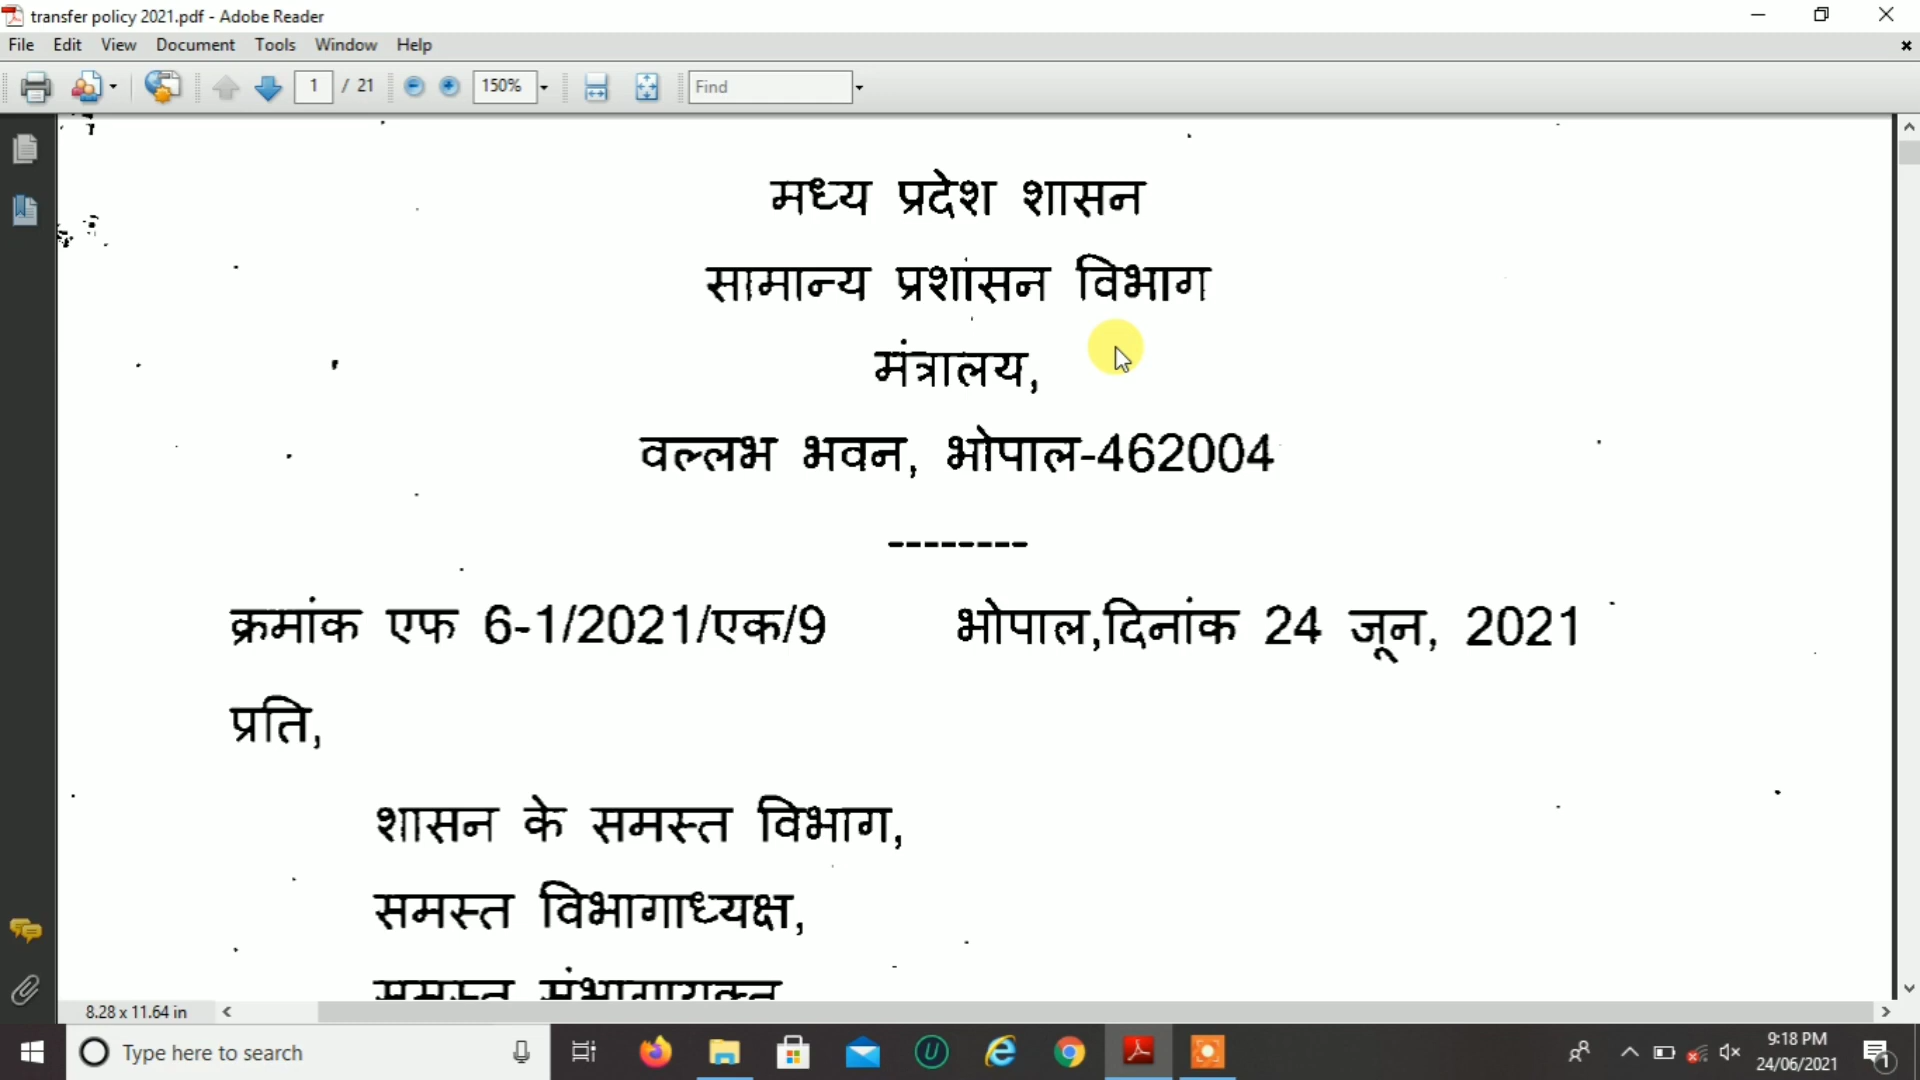 transfer policy 2021.pdf - Adobe Reader
File Edit View Document Tools Window Help
1 / 21 150% Find
मध्य प्रदेश शासन
सामान्य प्रशासन विभाग
मंत्रालय,
वल्लभ भवन, भोपाल-462004
--------
क्रमांक एफ 6-1/2021/एक/9 भोपाल,दिनांक 24 जून, 2021
प्रति,
शासन के समस्त विभाग,
समस्त विभागाध्यक्ष,
समस्त संभागायुक्त
8.28 x 11.64 in
Type here to search
9:18 PM
24/06/2021
1